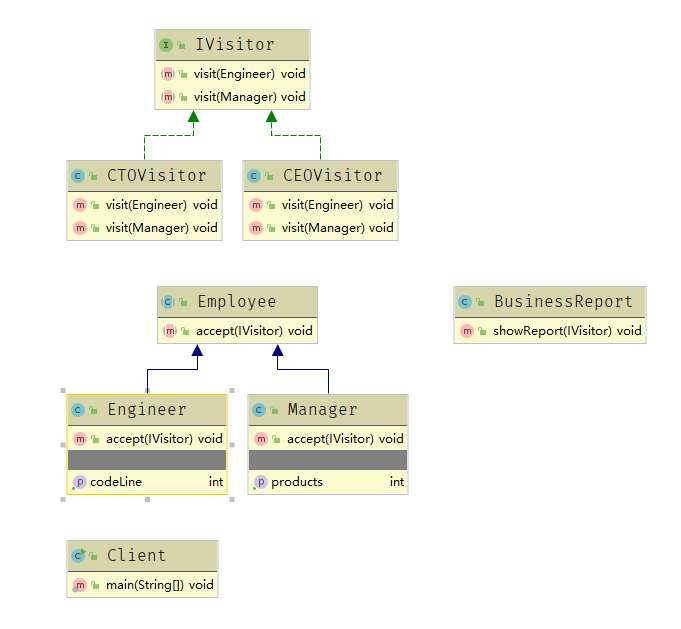 IVisitor
visit(Engineer) void
visit(Manager) void
CTOVisitor
visit(Engineer) void
visit(Manager) void
CEOVisitor
visit(Engineer) void
visit(Manager) void
Employee
accept(IVisitor) void
BusinessReport
showReport(IVisitor) void
Engineer
accept(IVisitor) void
codeLine int
Manager
accept(IVisitor) void
products int
Client
main(String[]) void